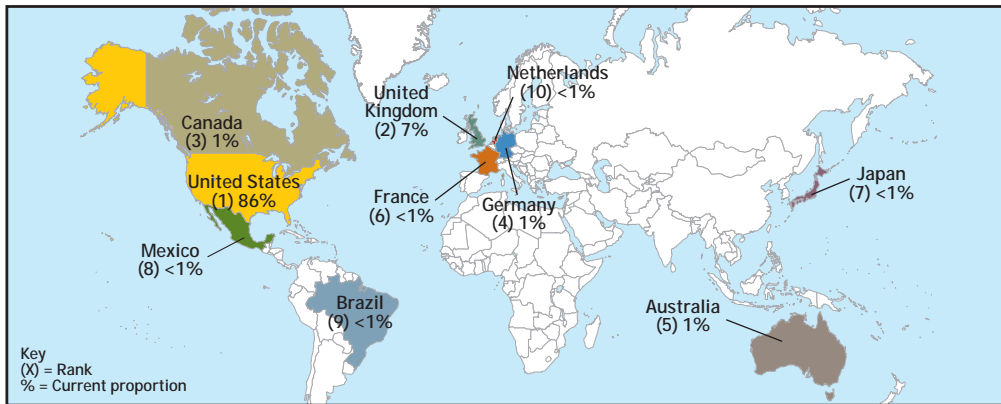 Netherlands
(10) <1%
United
Kingdom
(2) 7%
Canada
(3) 1%
United States
(1) 86%
France
(6) <1%
Germany
(4) 1%
Japan
(7) <1%
Mexico
(8) <1%
Brazil
(9) <1%
Australia
(5) 1%
Key
(X) = Rank
% = Current proportion